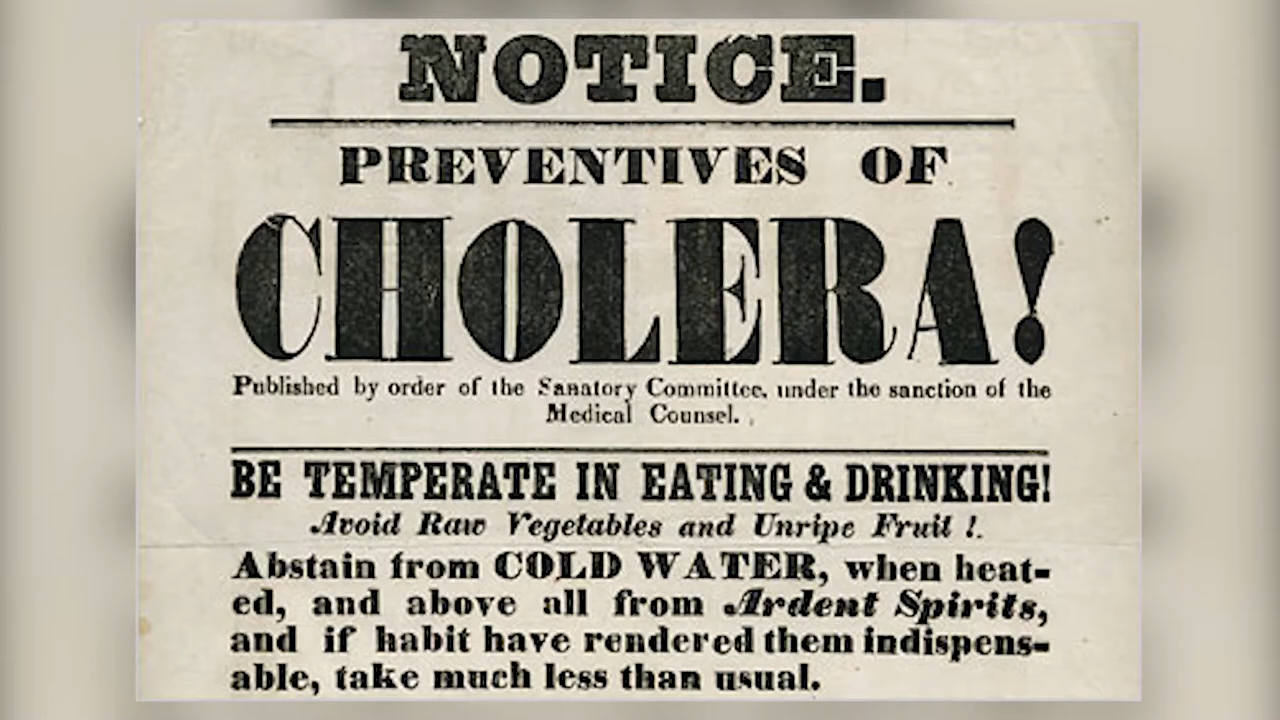 NOTICE.
PREVENTIVES OF
CHOLERA!
Published by order of the Sanatory Committee, under the sanction of the
Medical Counsel.
BE TEMPERATE IN EATING & DRINKING!
Avoid Raw Vegetables and Unripe Fruit !.
Abstain from COLD WATER, when heat-
ed, and above all from Ardent Spirits,
and if habit have rendered them indispens-
able, take much less than usual.